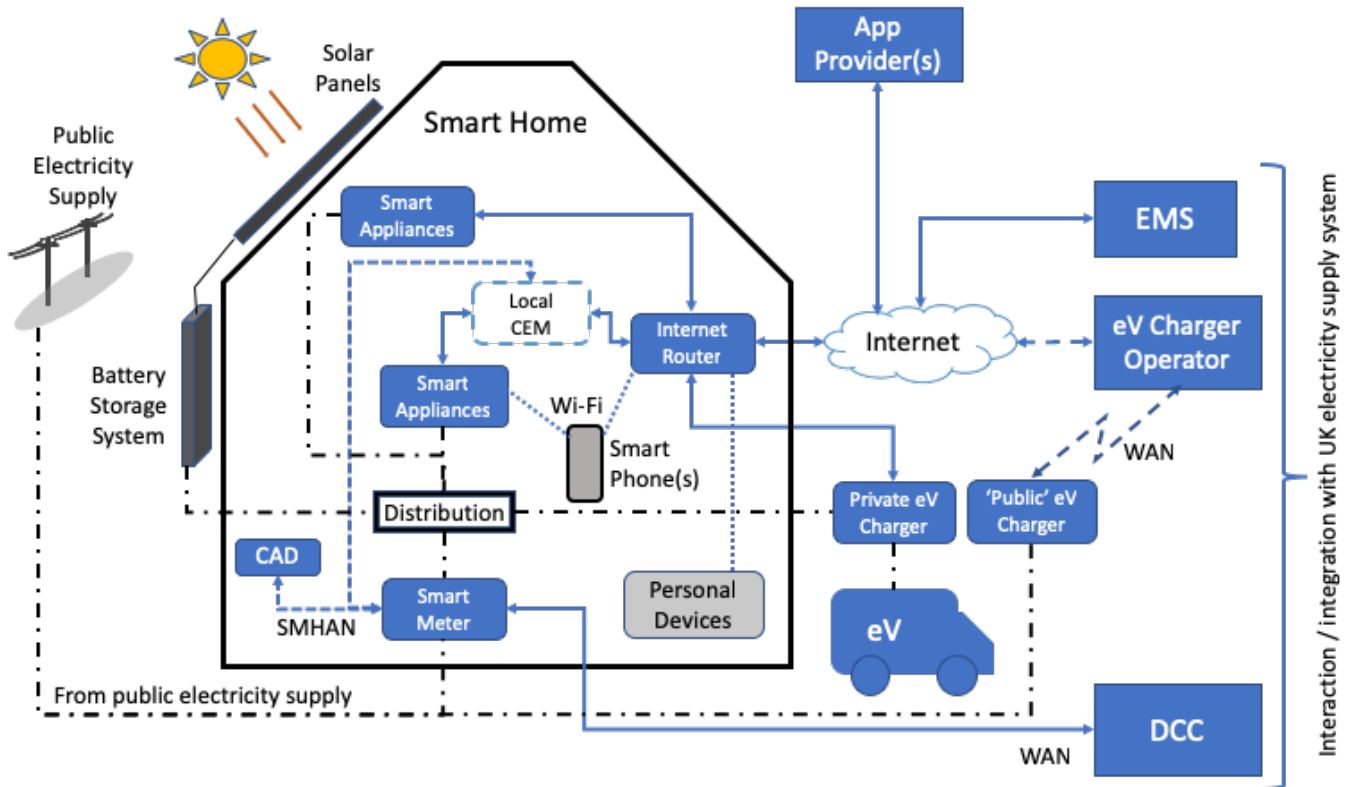 App
Provider(s)
Solar
Panels
Smart Home
Public
Electricity
Supply
Smart
Appliances
EMS
Local
CEM
Internet
Router
Internet
eV Charger
Operator
Battery
Storage
System
Smart
Appliances
Wi-Fi
Smart
Phone(s)
WAN
Distribution
Private eV
Charger
‘Public’ eV
Charger
CAD
SMHAN
Smart
Meter
Personal
Devices
eV
From public electricity supply
WAN
DCC
Interaction / integration with UK electricity supply system